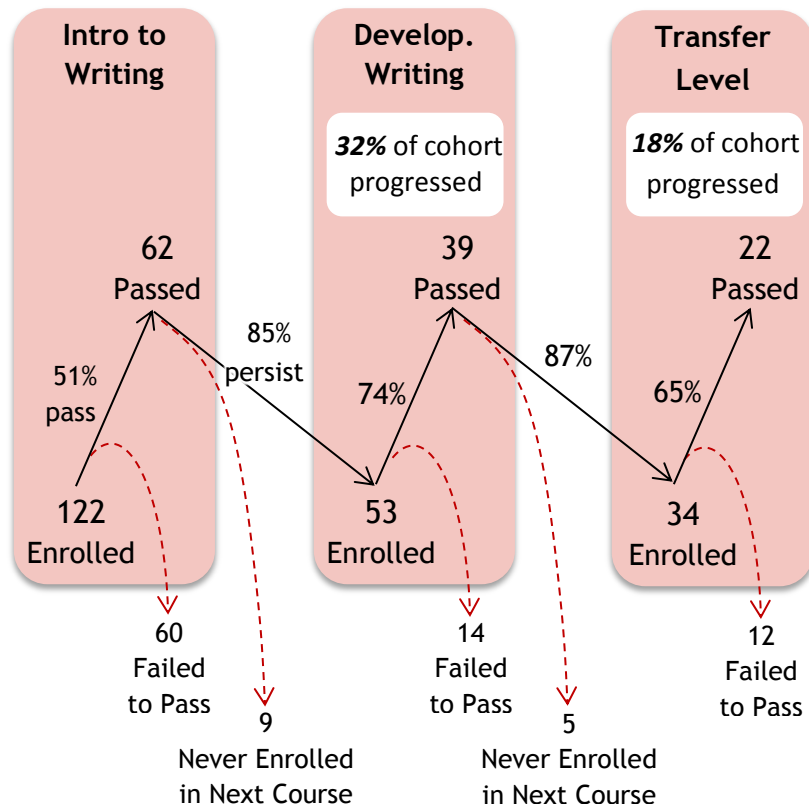 Intro to
Writing
62
Passed
51%
pass
122
Enrolled
60
Failed
to Pass
85%
persist
9
Never Enrolled
in Next Course
Develop.
Writing
32% of cohort
progressed
39
Passed
74%
53
Enrolled
14
Failed
to Pass
87%
5
Never Enrolled
in Next Course
Transfer
Level
18% of cohort
progressed
22
Passed
65%
34
Enrolled
12
Failed
to Pass